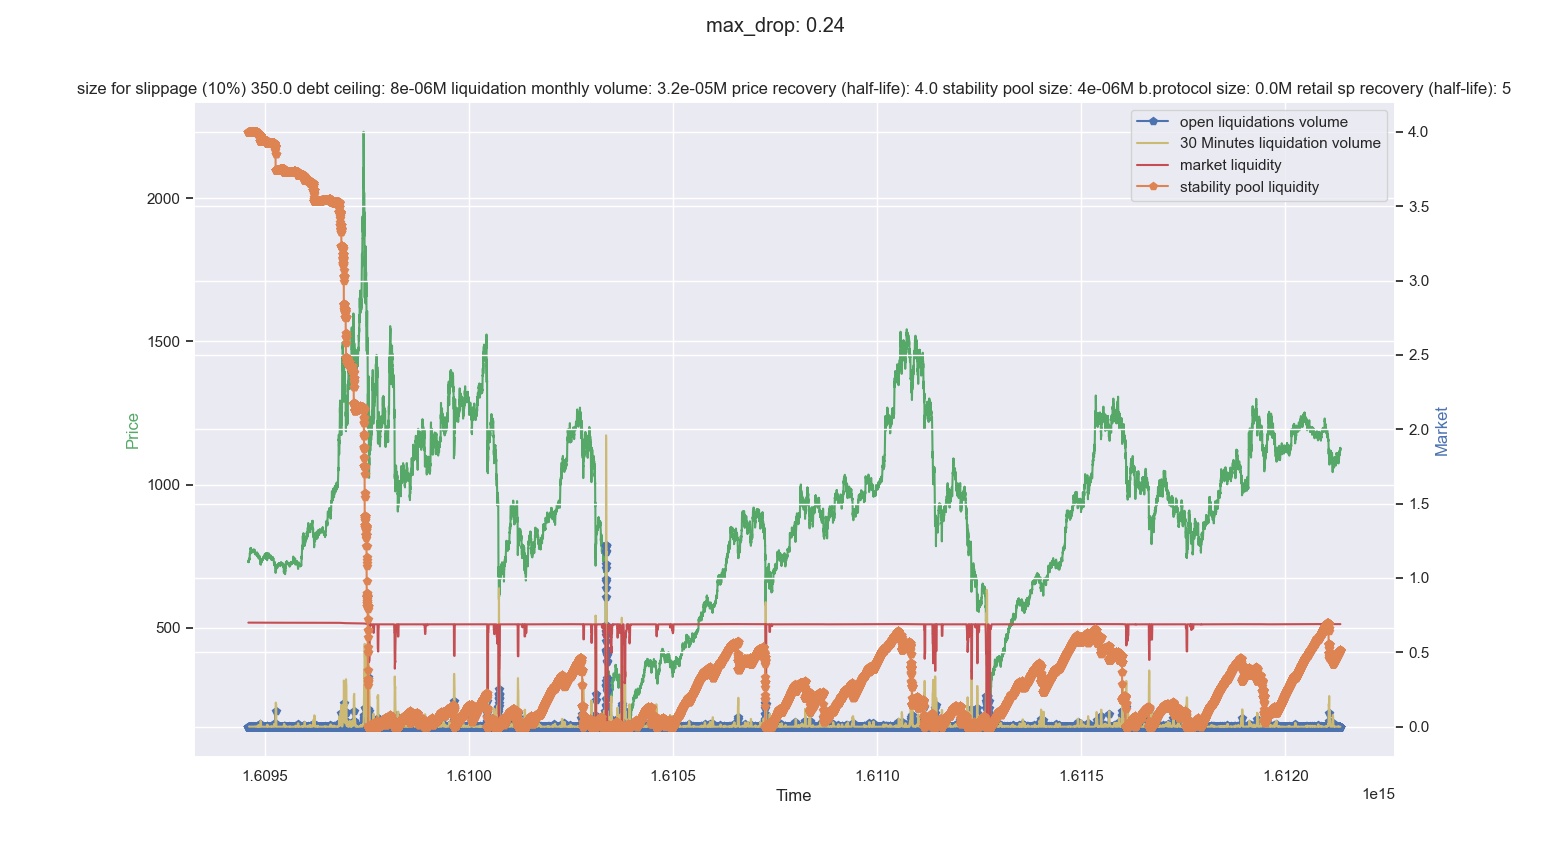 max_drop: 0.24
size for slippage (10%) 350.0 debt ceiling: 8e-06M liquidation monthly volume: 3.2e-05M price recovery (half-life): 4.0 stability pool size: 4e-06M b.protocol size: 0.0M retail sp recovery (half-life): 5
open liquidations volume
30 Minutes liquidation volume
market liquidity
stability pool liquidity
2000
1500
1000
500
Price
4.0
3.5
3.0
2.5
2.0
1.5
1.0
0.5
0.0
Market
1.6095 1.6100 1.6105 1.6110 1.6115 1.6120
1e15
Time